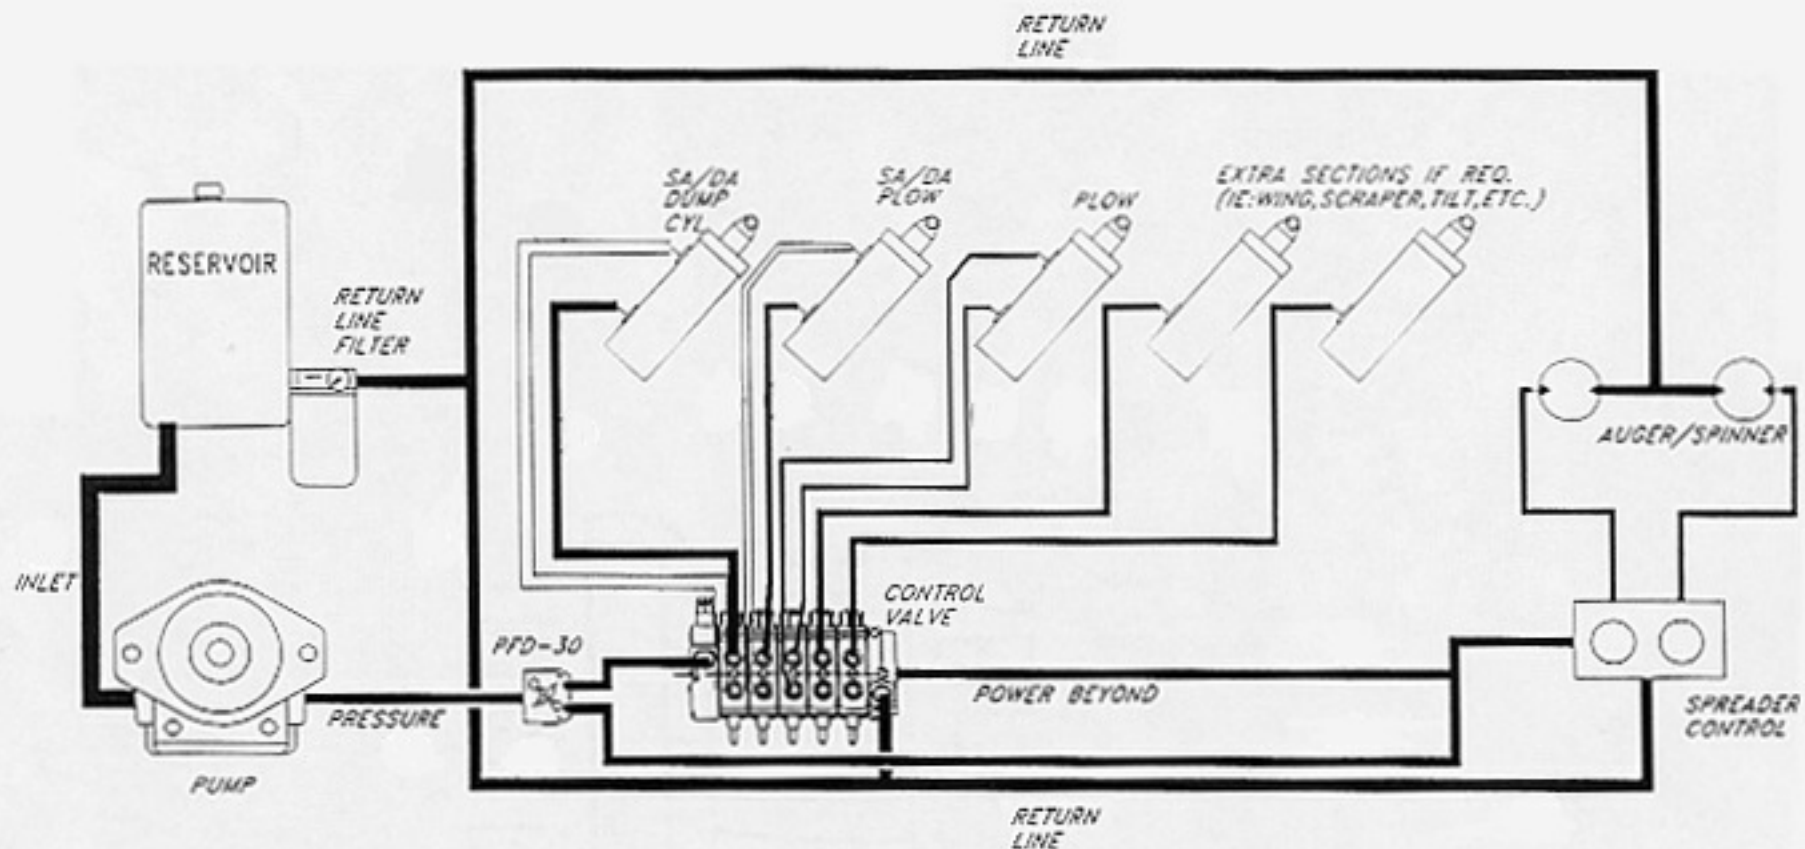 RETURN
LINE
SA/DA
DUMP
CYL
SA/DA
PLOW
PLOW
EXTRA SECTIONS IF REQ.
(IE:WING,SCRAPER,TILT,ETC.)
RESERVOIR
RETURN
LINE
FILTER
AUGER/SPINNER
INLET
CONTROL
VALVE
PFD-30
PRESSURE
POWER BEYOND
SPREADER
CONTROL
PUMP
RETURN
LINE